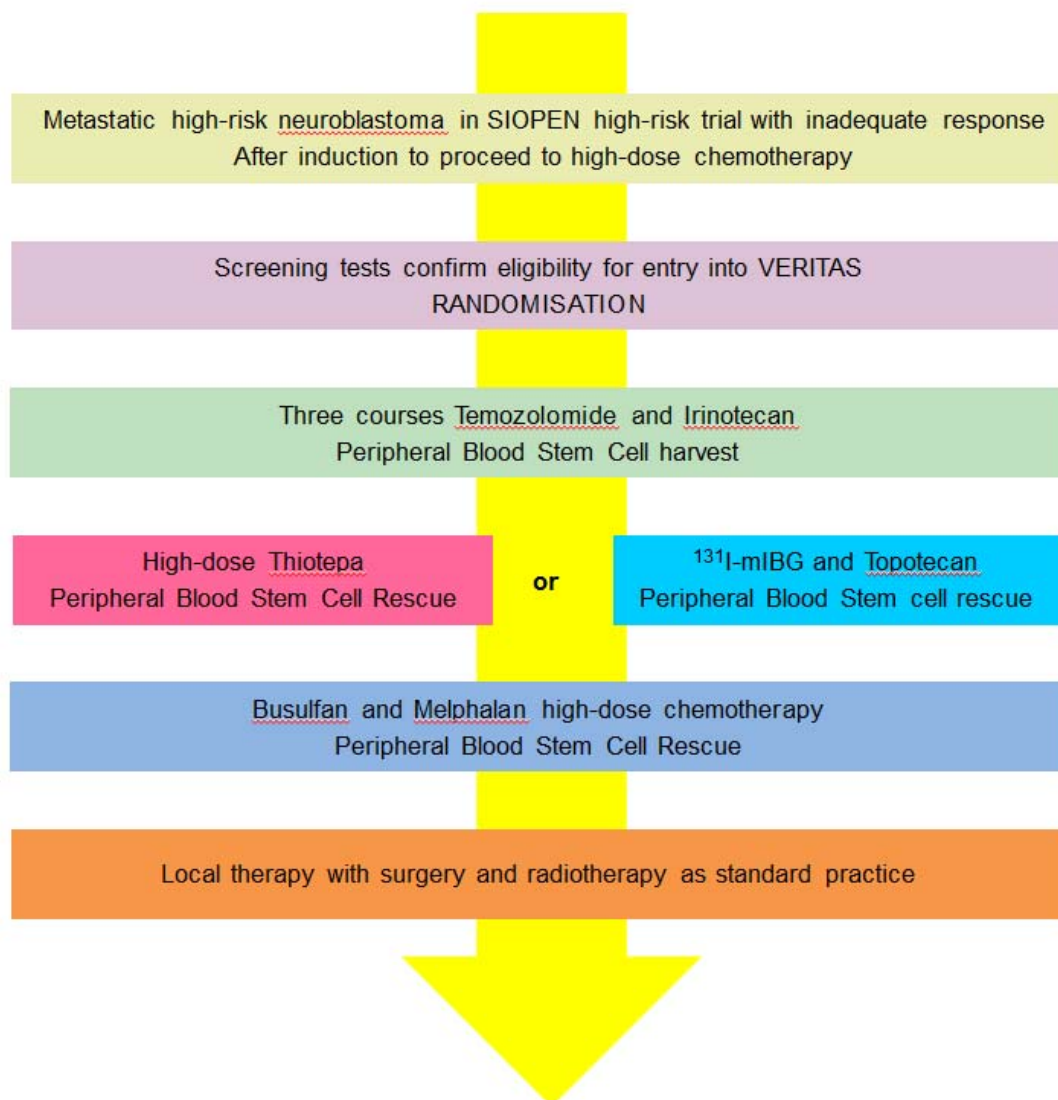 Metastatic high-risk neuroblastoma in SIOPEN high-risk trial with inadequate response
After induction to proceed to high-dose chemotherapy
Screening tests confirm eligibility for entry into VERITAS
RANDOMISATION
Three courses Temozolomide and Irinotecan
Peripheral Blood Stem Cell harvest
High-dose Thiotepa
Peripheral Blood Stem Cell Rescue
or
¹³¹I-mIBG and Topotecan
Peripheral Blood Stem cell rescue
Busulfan and Melphalan high-dose chemotherapy
Peripheral Blood Stem Cell Rescue
Local therapy with surgery and radiotherapy as standard practice